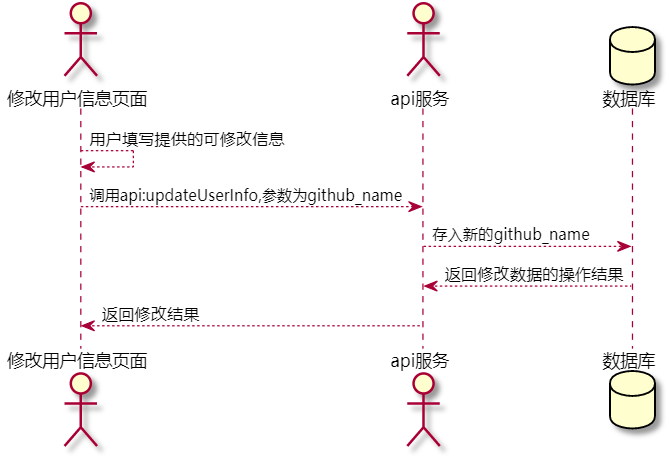 修改用户信息页面
api服务
数据库
用户填写提供的可修改信息
调用api:updateUserInfo,参数为github_name
存入新的github_name
返回修改数据的操作结果
返回修改结果
修改用户信息页面
api服务
数据库